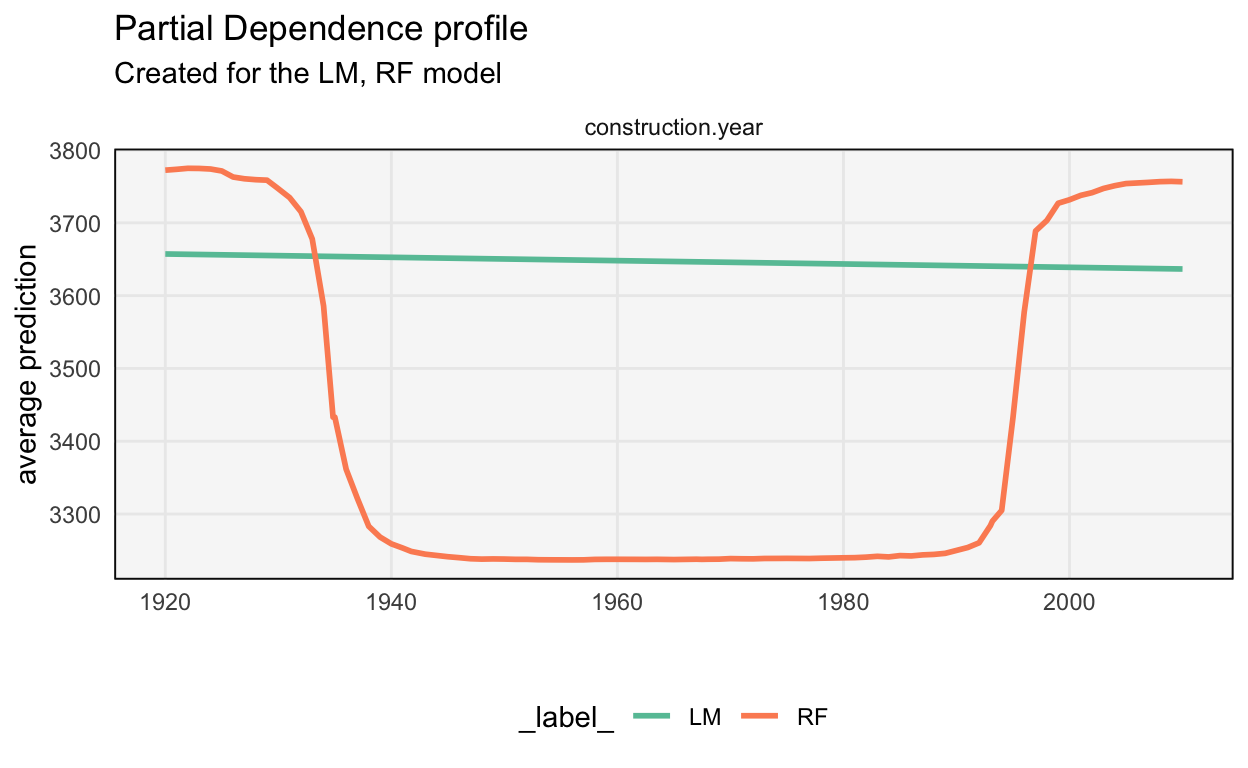 Partial Dependence profile
Created for the LM, RF model
construction.year
average prediction
3800
3700
3600
3500
3400
3300
1920 1940 1960 1980 2000
_label_ LM RF